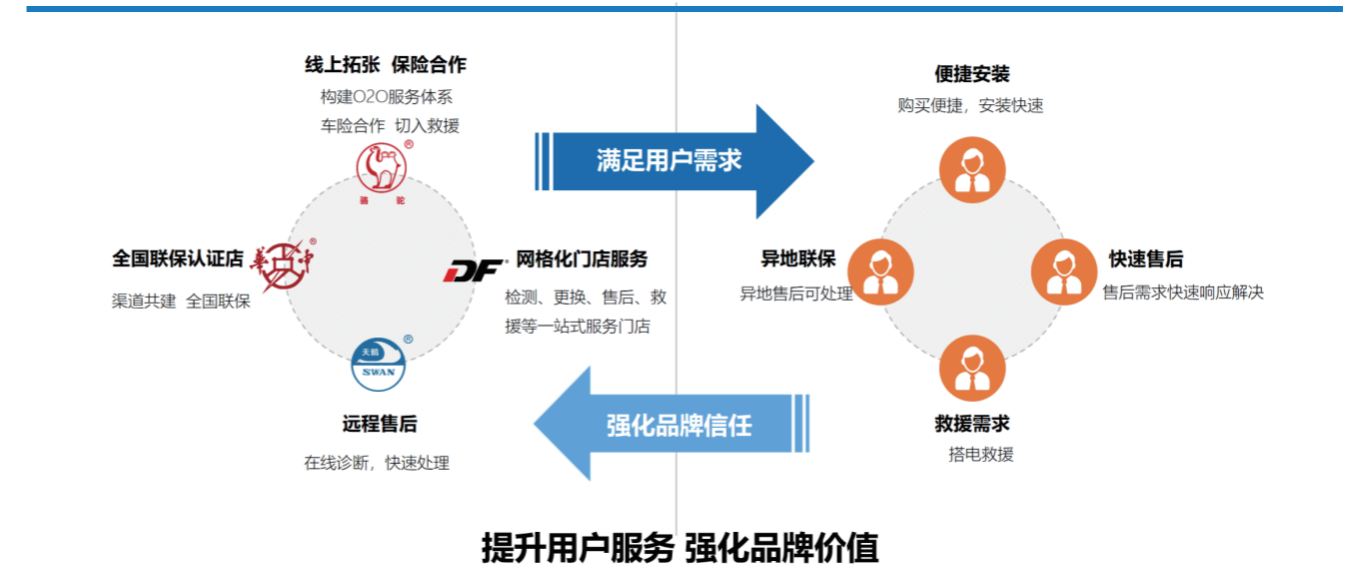 线上拓张 保险合作
构建O2O服务体系
车险合作 切入救援
®
骆 驼
全国联保认证店
渠道共建 全国联保
華中
®
DF
网格化门店服务
检测、更换、售后、救
援等一站式服务门店
天鹅
SWAN
®
远程售后
在线诊断，快速处理
满足用户需求
强化品牌信任
便捷安装
购买便捷，安装快速
异地联保
异地售后可处理
快速售后
售后需求快速响应解决
救援需求
搭电救援
提升用户服务 强化品牌价值